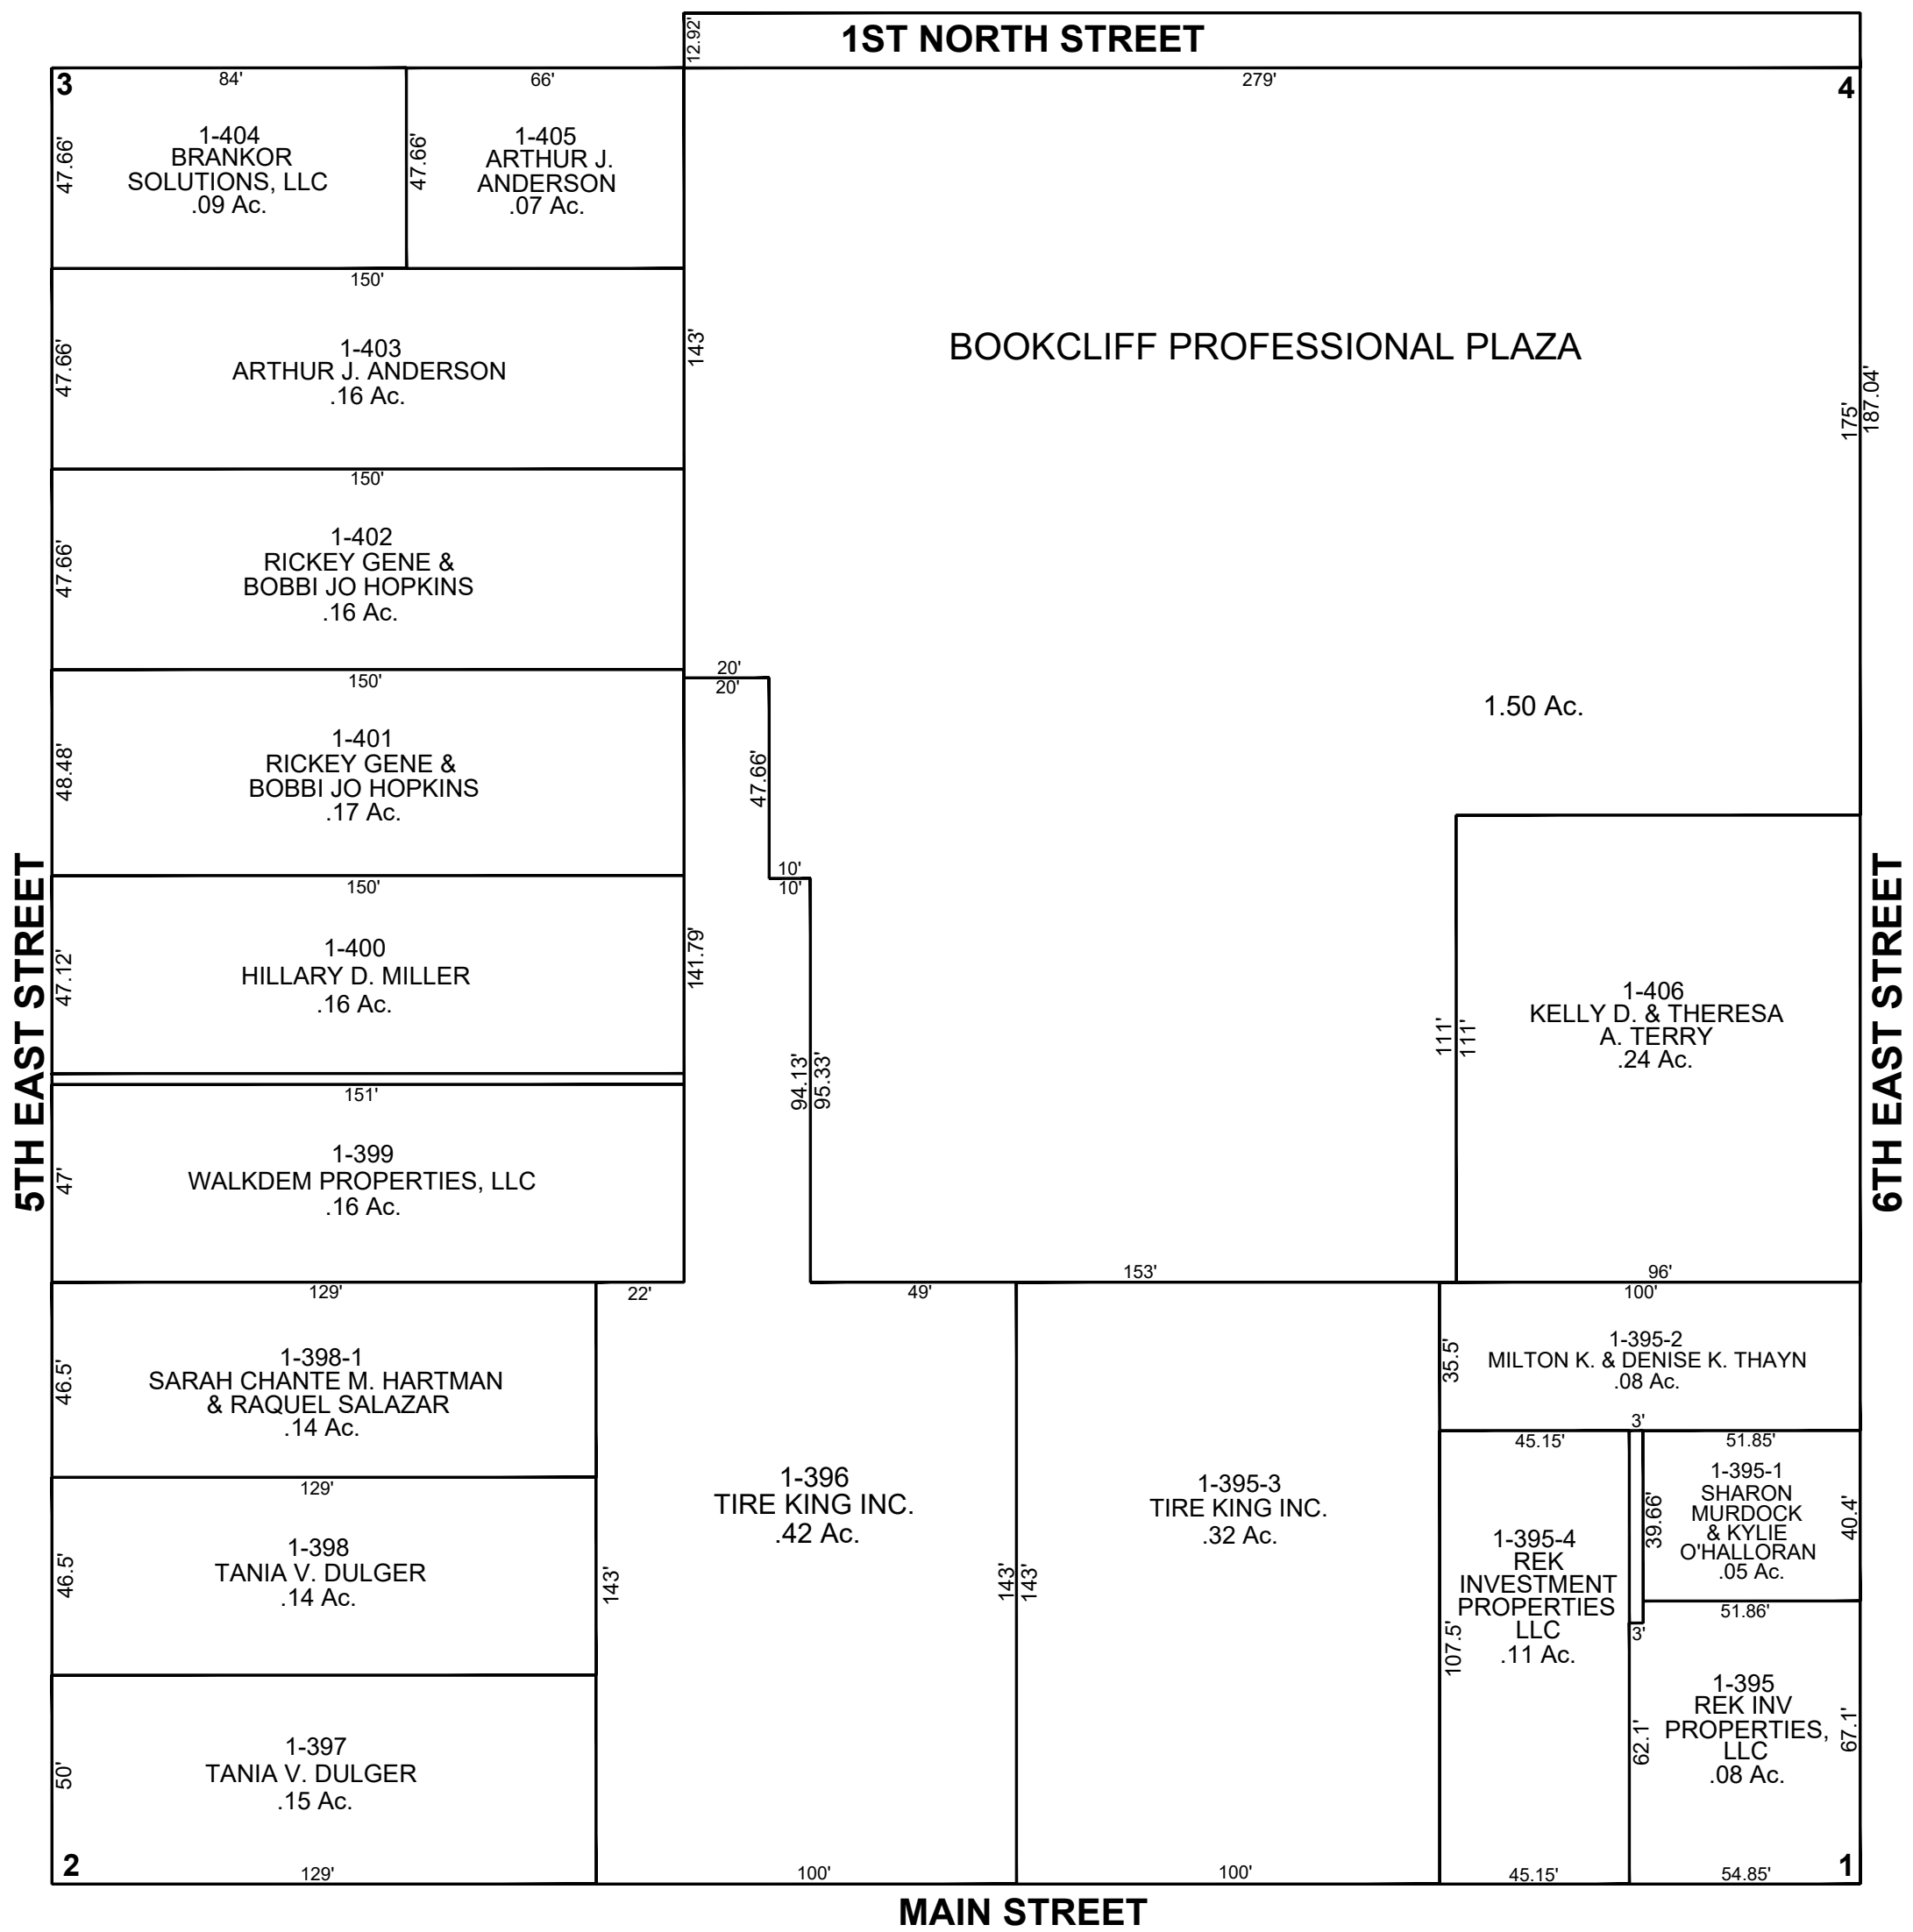 12.92'
1ST NORTH STREET
3
84'
66'
279'
4
47.66'
1-404
BRANKOR
SOLUTIONS, LLC
.09 Ac.
47.66'
1-405
ARTHUR J.
ANDERSON
.07 Ac.
150'
47.66'
1-403
ARTHUR J. ANDERSON
.16 Ac.
143'
BOOKCLIFF PROFESSIONAL PLAZA
175'
187.04'
150'
47.66'
1-402
RICKEY GENE &
BOBBI JO HOPKINS
.16 Ac.
20'
20'
1.50 Ac.
150'
48.48'
1-401
RICKEY GENE &
BOBBI JO HOPKINS
.17 Ac.
47.66'
10'
10'
150'
47.12'
1-400
HILLARY D. MILLER
.16 Ac.
141.79'
5TH EAST STREET
94.13'
95.33'
111'
111'
1-406
KELLY D. & THERESA
A. TERRY
.24 Ac.
6TH EAST STREET
151'
47'
1-399
WALKDEM PROPERTIES, LLC
.16 Ac.
153'
96'
129'
22'
49'
100'
46.5'
1-398-1
SARAH CHANTE M. HARTMAN
& RAQUEL SALAZAR
.14 Ac.
35.5'
1-395-2
MILTON K. & DENISE K. THAYN
.08 Ac.
3'
45.15'
51.85'
129'
46.5'
1-398
TANIA V. DULGER
.14 Ac.
143'
1-396
TIRE KING INC.
.42 Ac.
143'
143'
1-395-3
TIRE KING INC.
.32 Ac.
107.5'
1-395-4
REK
INVESTMENT
PROPERTIES
LLC
.11 Ac.
39.66'
1-395-1
SHARON
MURDOCK
& KYLIE
O'HALLORAN
.05 Ac.
40.4'
51.86'
3'
62.1'
1-395
REK INV
PROPERTIES,
LLC
.08 Ac.
67.1'
50'
1-397
TANIA V. DULGER
.15 Ac.
2
129'
100'
100'
45.15'
54.85'
1
MAIN STREET